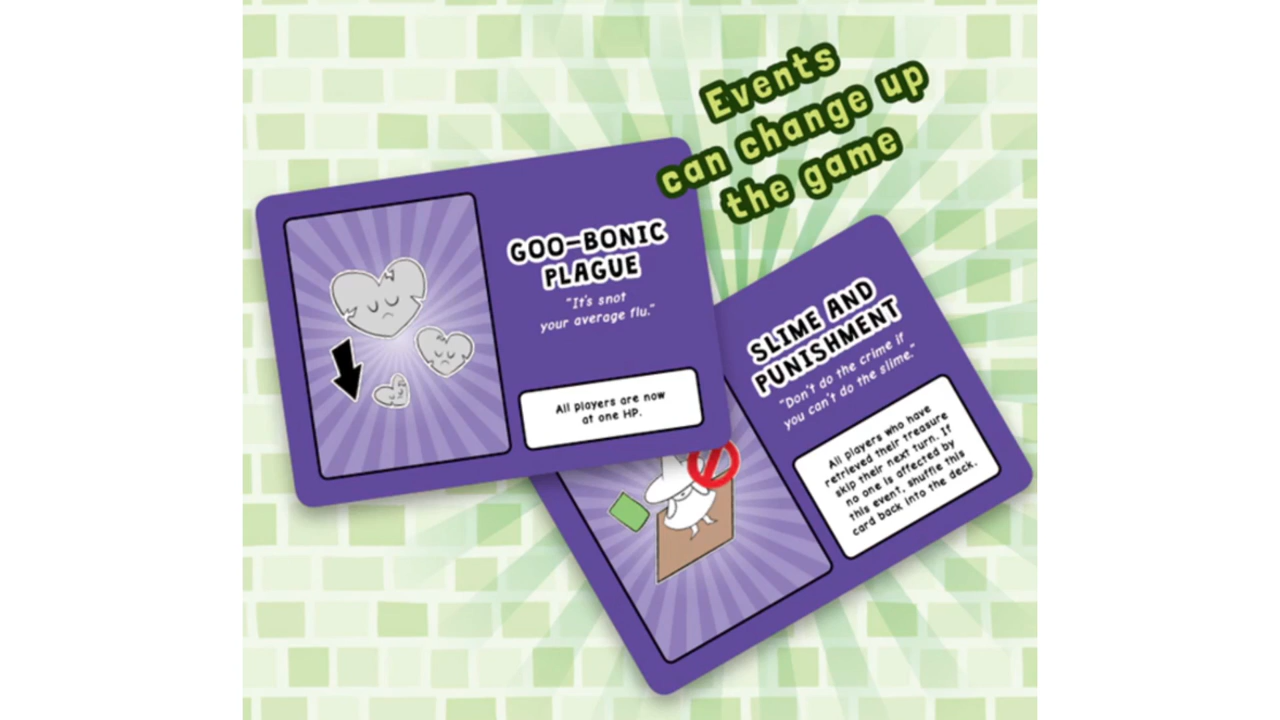 Events
can change up
the game
GOO-BONIC
PLAGUE
"It's snot
your average flu."
All players are now
at one HP.
SLIME AND
PUNISHMENT
"Don't do the crime if
you can't do the slime."
All players who have
retrieved their treasure
skip their next turn. If
no one is affected by
this event, shuffle this
card back into the deck.